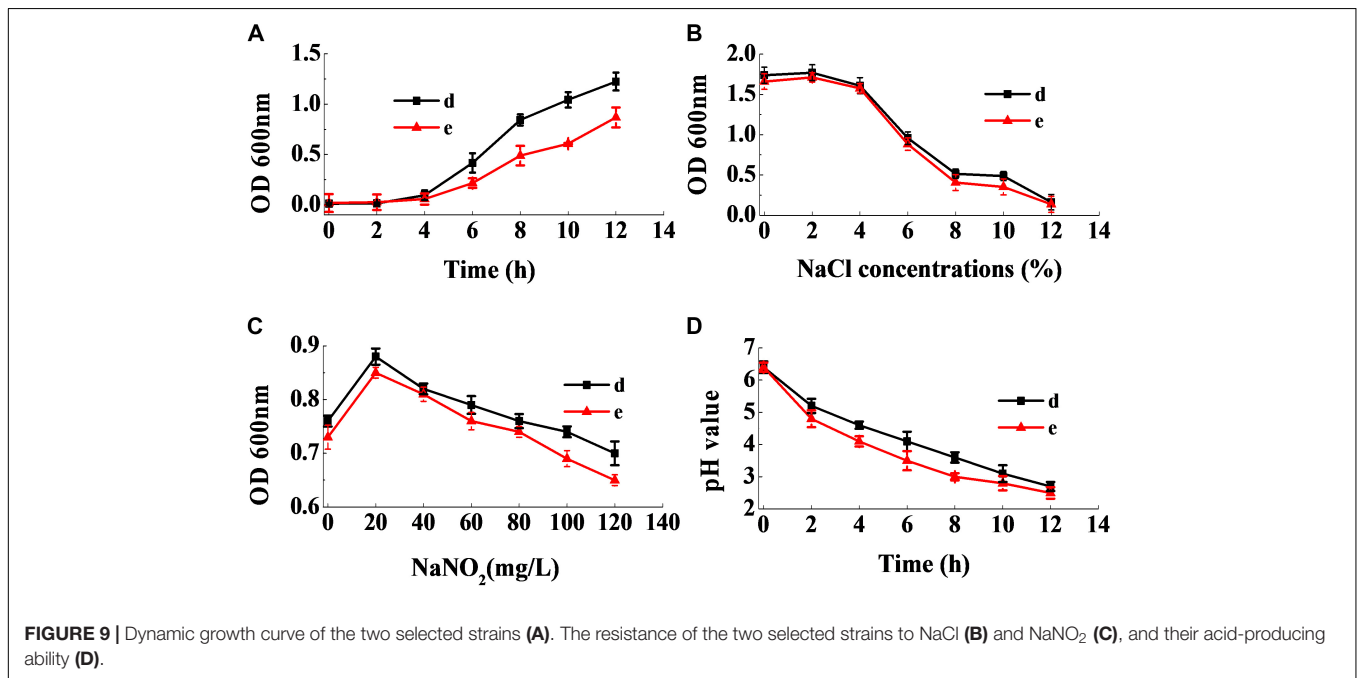 A
1.5
1.0
0.5
0.0
OD 600nm
d
e
0 2 4 6 8 10 12 14
Time (h)
B
2.0
1.5
1.0
0.5
0.0
OD 600nm
d
e
0 2 4 6 8 10 12 14
NaCl concentrations (%)
C
0.9
0.8
0.7
0.6
OD 600nm
d
e
0 20 40 60 80 100 120 140
NaNO₂(mg/L)
D
7
6
5
4
3
2
pH value
d
e
0 2 4 6 8 10 12 14
Time (h)
FIGURE 9 | Dynamic growth curve of the two selected strains (A). The resistance of the two selected strains to NaCl (B) and NaNO₂ (C), and their acid-producing
ability (D).